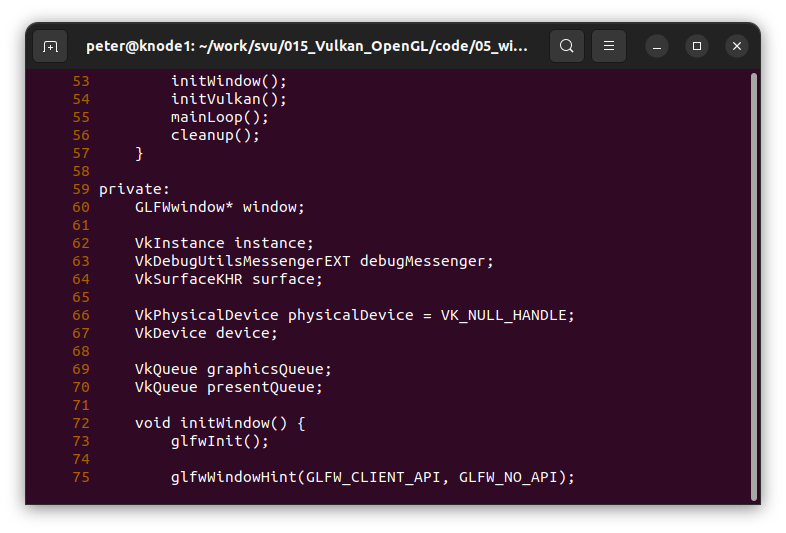 peter@knode1: ~/work/svu/015_Vulkan_OpenGL/code/05_wi…
53         initWindow();
54         initVulkan();
55         mainLoop();
56         cleanup();
57     }
58
59 private:
60     GLFWwindow* window;
61
62     VkInstance instance;
63     VkDebugUtilsMessengerEXT debugMessenger;
64     VkSurfaceKHR surface;
65
66     VkPhysicalDevice physicalDevice = VK_NULL_HANDLE;
67     VkDevice device;
68
69     VkQueue graphicsQueue;
70     VkQueue presentQueue;
71
72     void initWindow() {
73         glfwInit();
74
75         glfwWindowHint(GLFW_CLIENT_API, GLFW_NO_API);